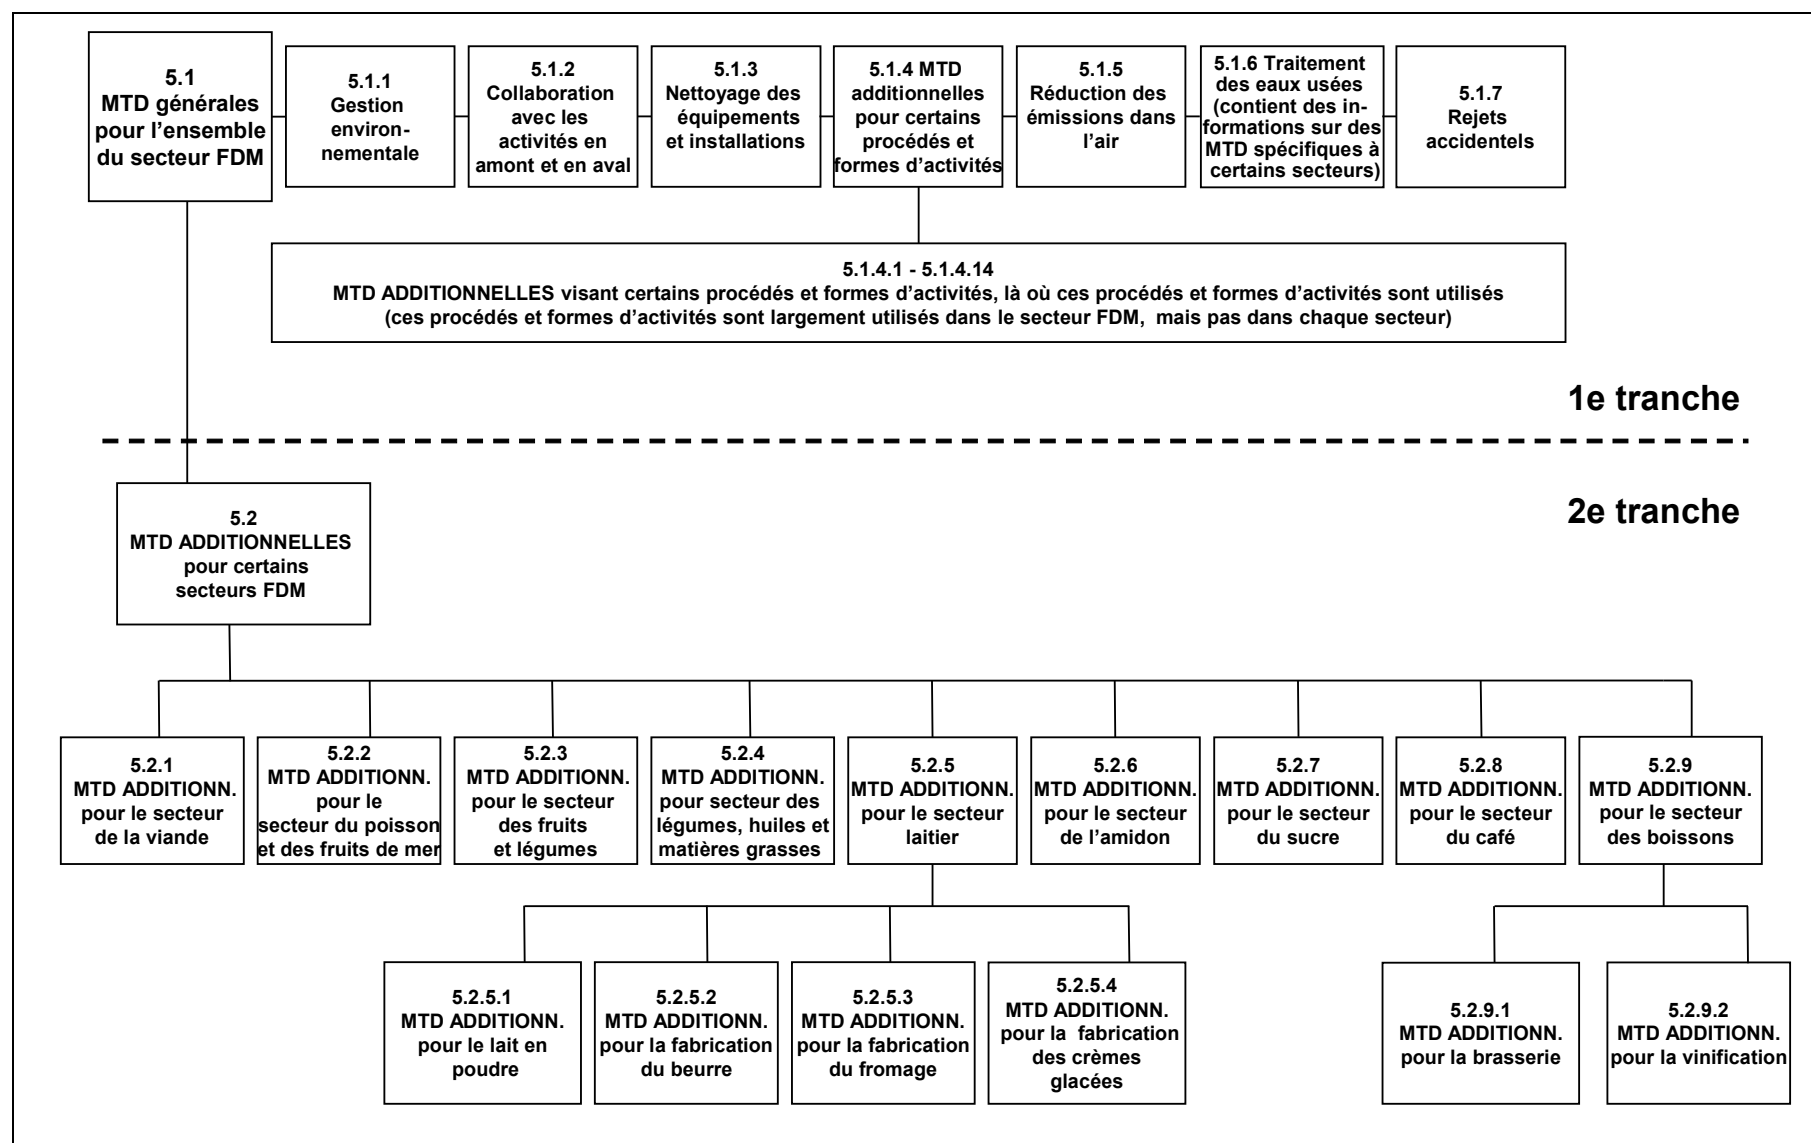 5.1
MTD générales
pour l'ensemble
du secteur FDM
5.1.1
Gestion
environ-
nementale
5.1.2
Collaboration
avec les
activités en
amont et en aval
5.1.3
Nettoyage des
équipements
et installations
5.1.4 MTD
additionnelles
pour certains
procédés et
formes d'activités
5.1.5
Réduction des
émissions dans
l'air
5.1.6 Traitement
des eaux usées
(contient des in-
formations sur des
MTD spécifiques à
certains secteurs)
5.1.7
Rejets
accidentels
5.1.4.1 - 5.1.4.14
MTD ADDITIONNELLES visant certains procédés et formes d'activités, là où ces procédés et formes d'activités sont utilisés
(ces procédés et formes d'activités sont largement utilisés dans le secteur FDM, mais pas dans chaque secteur)
1e tranche
2e tranche
5.2
MTD ADDITIONNELLES
pour certains
secteurs FDM
5.2.1
MTD ADDITIONN.
pour le secteur
de la viande
5.2.2
MTD ADDITIONN.
pour le
secteur du poisson
et des fruits de mer
5.2.3
MTD ADDITIONN.
pour le secteur
des fruits
et légumes
5.2.4
MTD ADDITIONN.
pour secteur des
légumes, huiles et
matières grasses
5.2.5
MTD ADDITIONN.
pour le secteur
laitier
5.2.6
MTD ADDITIONN.
pour le secteur
de l'amidon
5.2.7
MTD ADDITIONN.
pour le secteur
du sucre
5.2.8
MTD ADDITIONN.
pour le secteur
du café
5.2.9
MTD ADDITIONN.
pour le secteur
des boissons
5.2.5.1
MTD ADDITIONN.
pour le lait en
poudre
5.2.5.2
MTD ADDITIONN.
pour la fabrication
du beurre
5.2.5.3
MTD ADDITIONN.
pour la fabrication
du fromage
5.2.5.4
MTD ADDITIONN.
pour la fabrication
des crèmes
glacées
5.2.9.1
MTD ADDITIONN.
pour la brasserie
5.2.9.2
MTD ADDITIONN.
pour la vinification